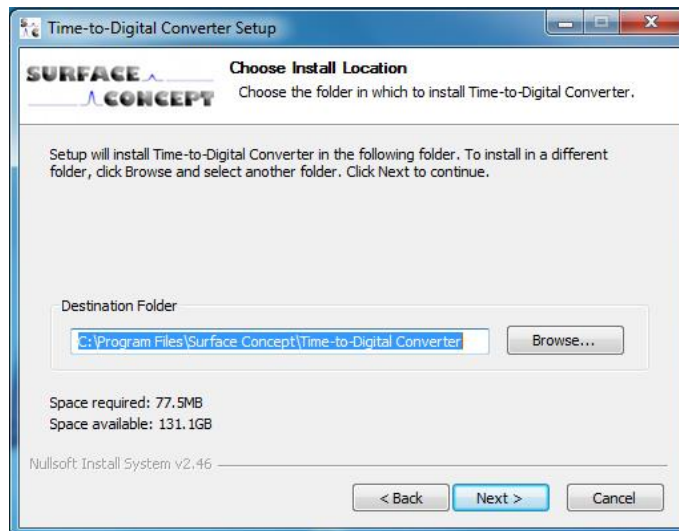 Time-to-Digital Converter Setup
SURFACE
CONCEPT
Choose Install Location
Choose the folder in which to install Time-to-Digital Converter.
Setup will install Time-to-Digital Converter in the following folder. To install in a different
folder, click Browse and select another folder. Click Next to continue.
Destination Folder
C:\Program Files\Surface Concept\Time-to-Digital Converter
Browse...
Space required: 77.5MB
Space available: 131.1GB
Nullsoft Install System v2.46
< Back
Next >
Cancel